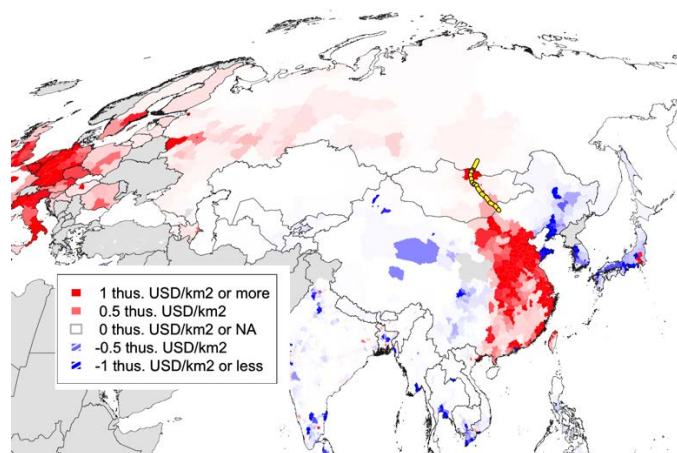 1 thus. USD/km2 or more
0.5 thus. USD/km2
0 thus. USD/km2 or NA
-0.5 thus. USD/km2
-1 thus. USD/km2 or less